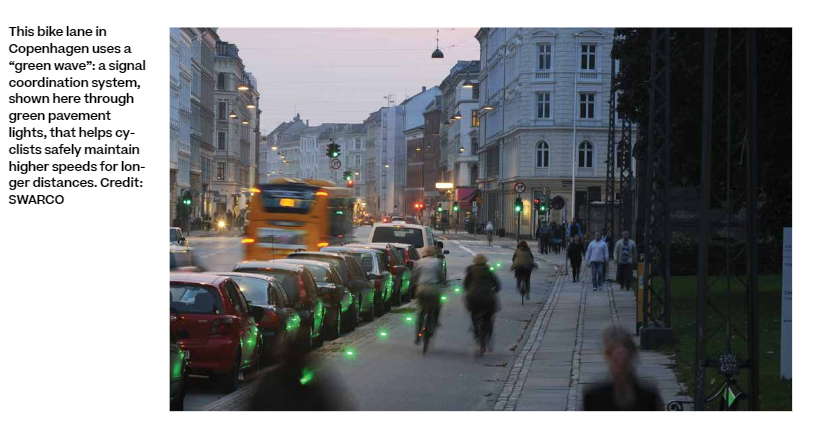 This bike lane in
Copenhagen uses a
“green wave”: a signal
coordination system,
shown here through
green pavement
lights, that helps cy-
clists safely maintain
higher speeds for lon-
ger distances. Credit:
SWARCO